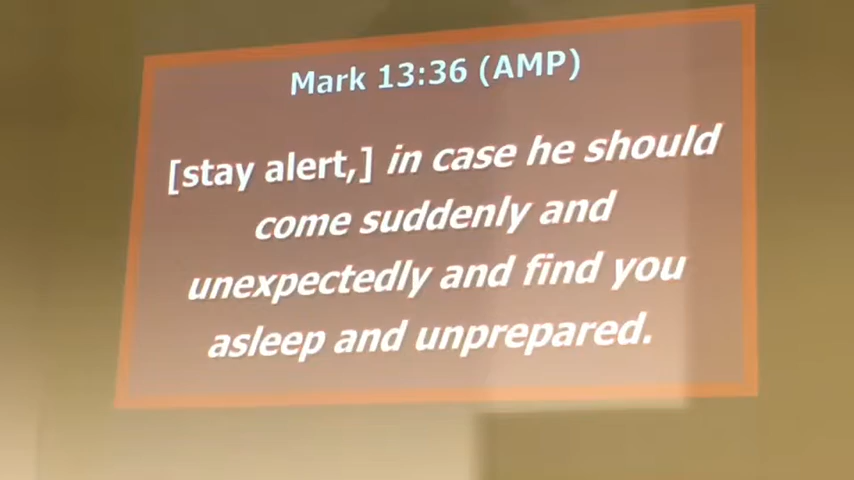 Mark 13:36 (AMP)
[stay alert,] in case he should
come suddenly and
unexpectedly and find you
asleep and unprepared.